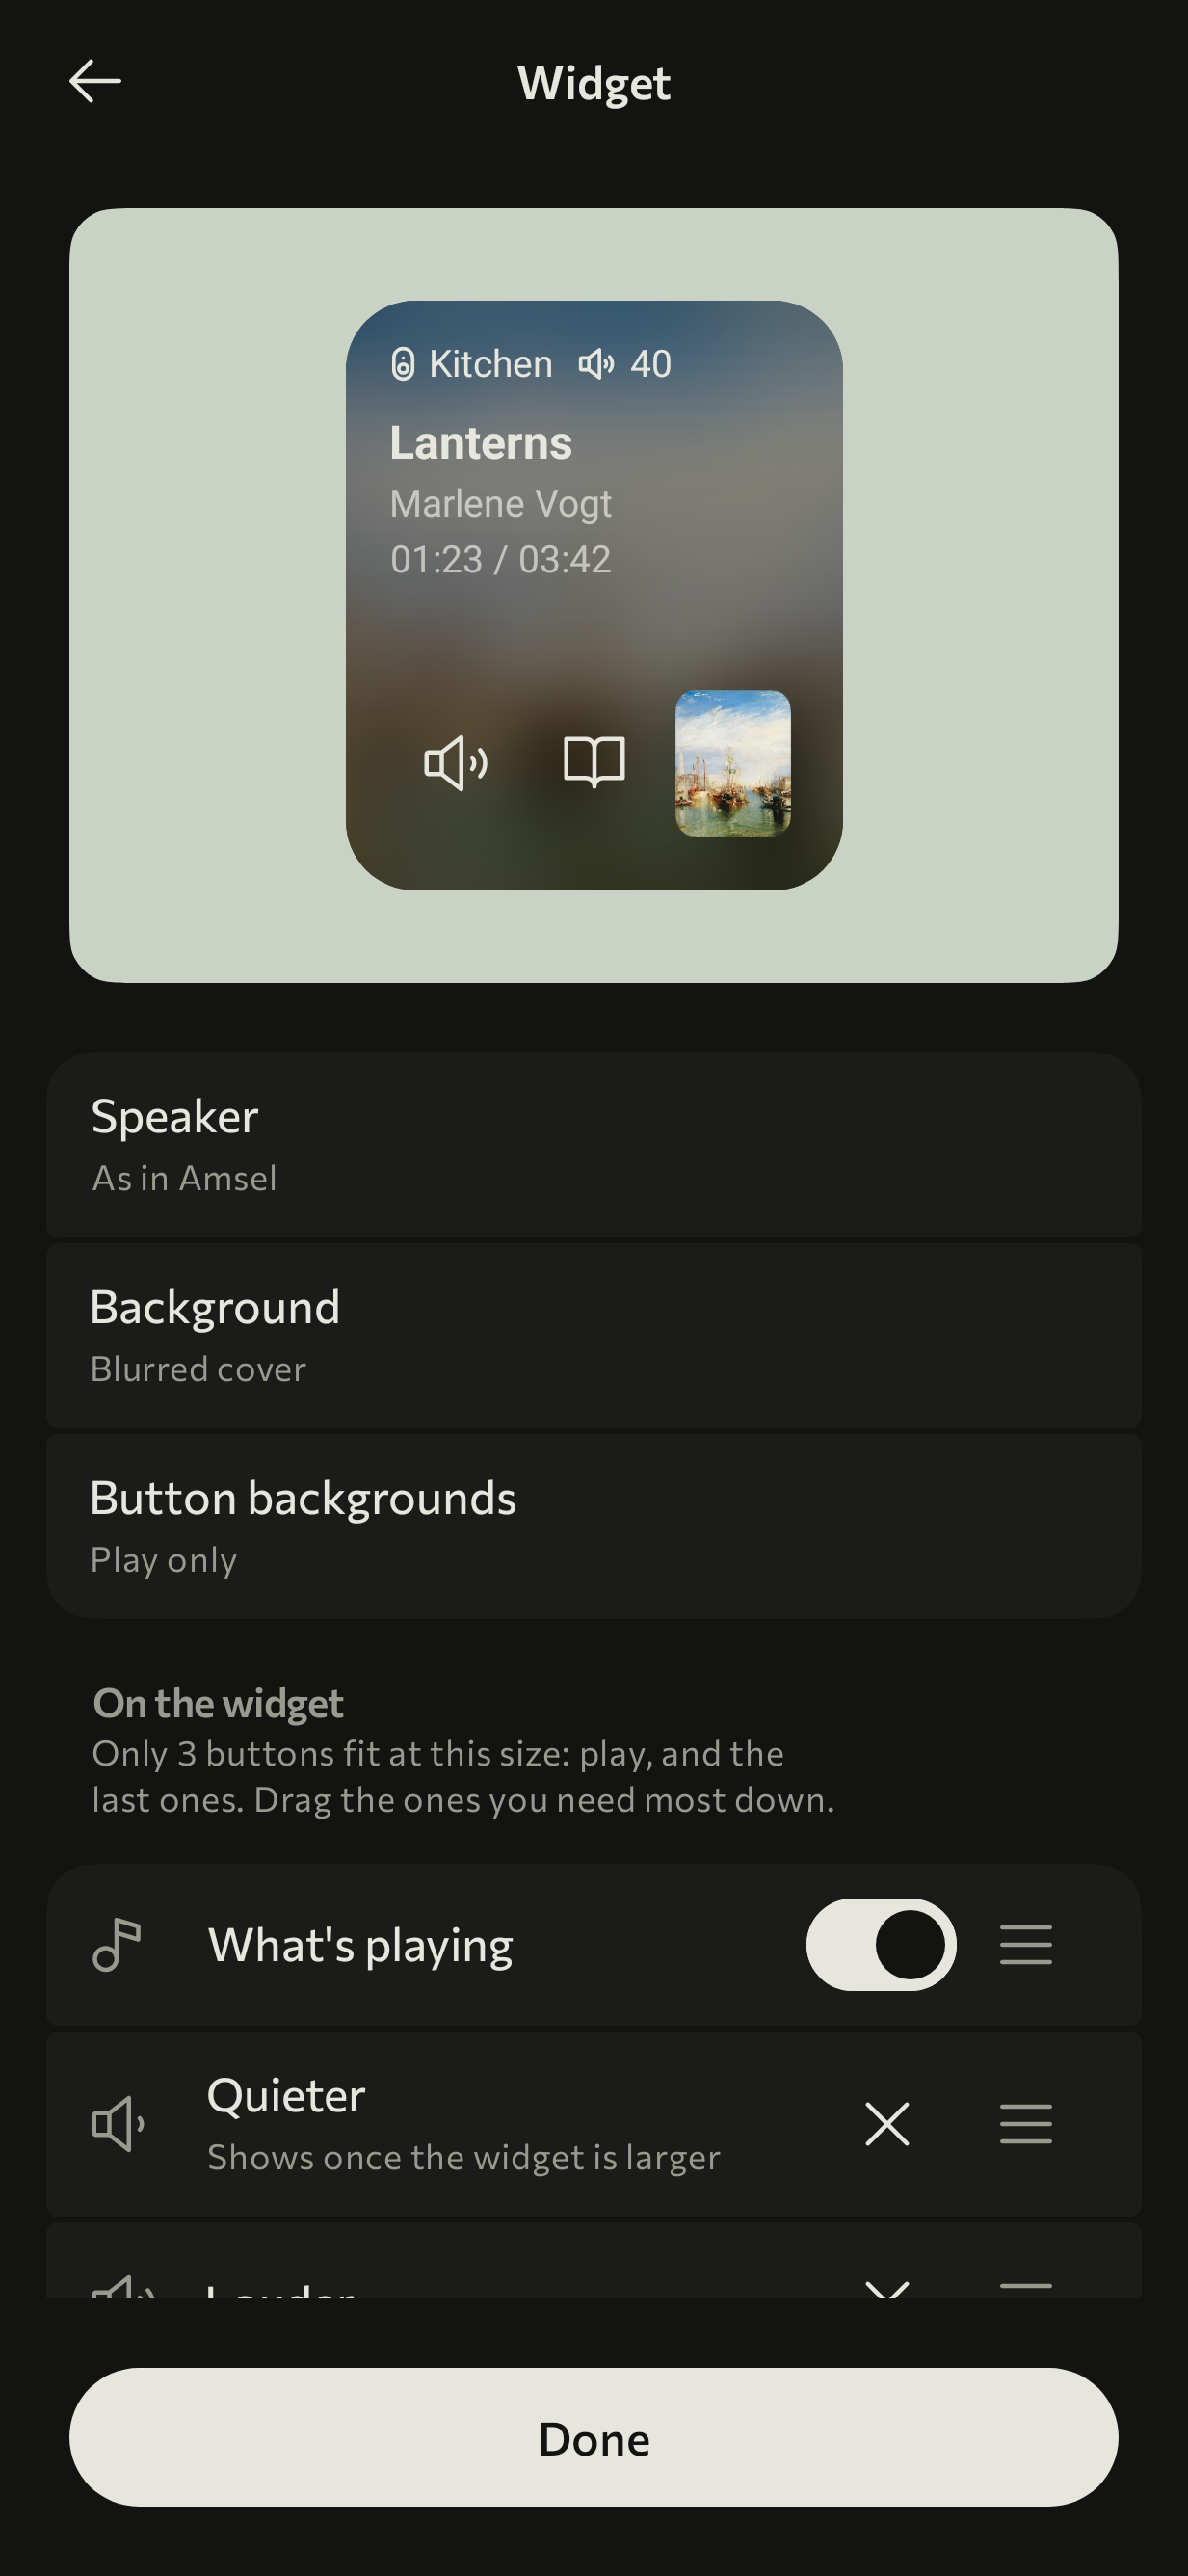 Widget
Kitchen 40
Lanterns
Marlene Vogt
01:23 / 03:42
Speaker
As in Amsel
Background
Blurred cover
Button backgrounds
Play only
On the widget
Only 3 buttons fit at this size: play, and the
last ones. Drag the ones you need most down.
What's playing
Quieter
Shows once the widget is larger
Louder
Done